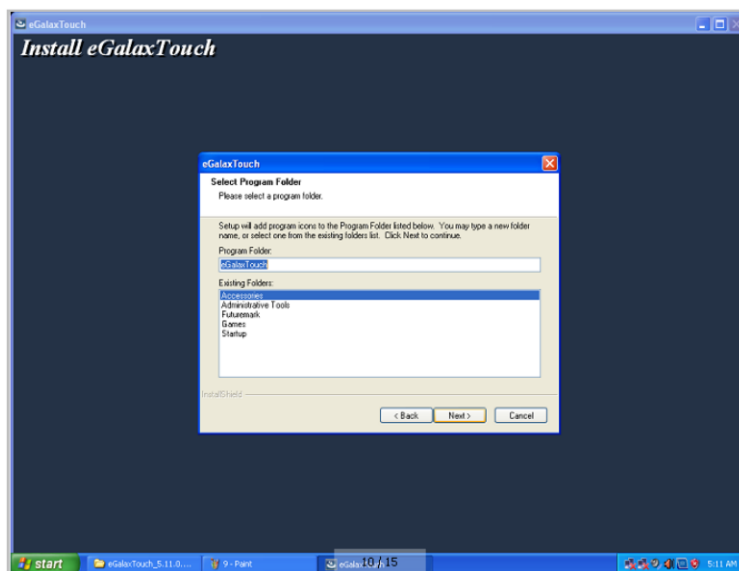 eGalaxTouch
Install eGalaxTouch
eGalaxTouch
Select Program Folder
Please select a program folder.
Setup will add program icons to the Program Folder listed below. You may type a new folder
name, or select one from the existing folders list. Click Next to continue.
Program Folder:
eGalaxTouch
Existing Folders:
Accessories
Administrative Tools
Futuremark
Games
Startup
InstallShield
< Back Next > Cancel
start eGalaxTouch_5.11.0.... 9 - Paint 10 / 15 5:11 AM